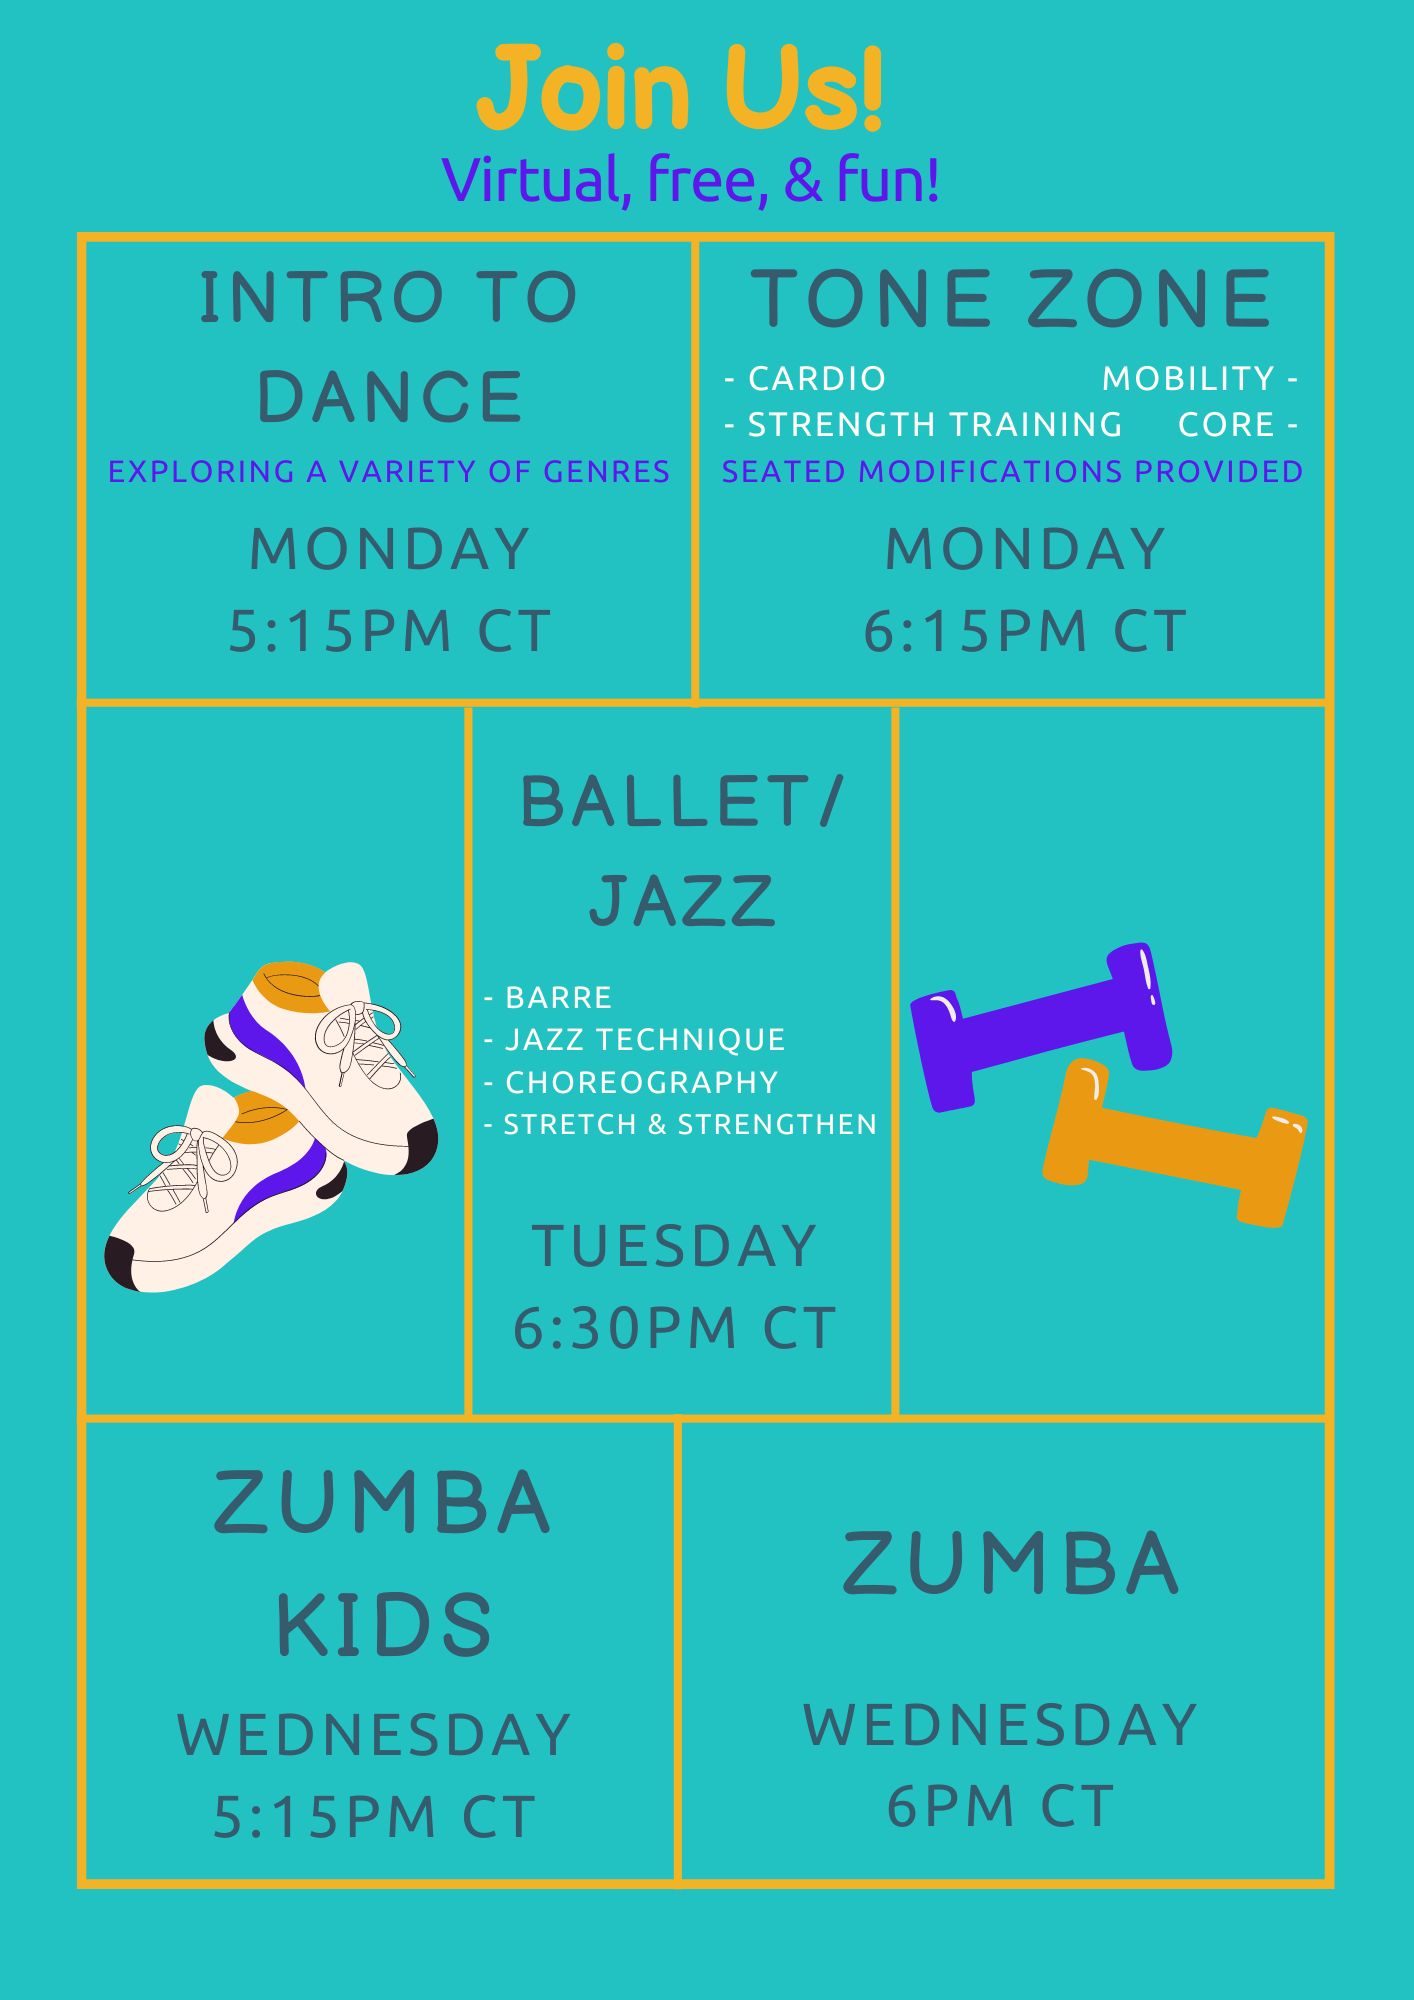 Join Us!
Virtual, free, & fun!
INTRO TO
DANCE
EXPLORING A VARIETY OF GENRES
MONDAY
5:15PM CT
TONE ZONE
- CARDIO MOBILITY -
- STRENGTH TRAINING CORE -
SEATED MODIFICATIONS PROVIDED
MONDAY
6:15PM CT
BALLET/
JAZZ
- BARRE
- JAZZ TECHNIQUE
- CHOREOGRAPHY
- STRETCH & STRENGTHEN
TUESDAY
6:30PM CT
ZUMBA
KIDS
WEDNESDAY
5:15PM CT
ZUMBA
WEDNESDAY
6PM CT